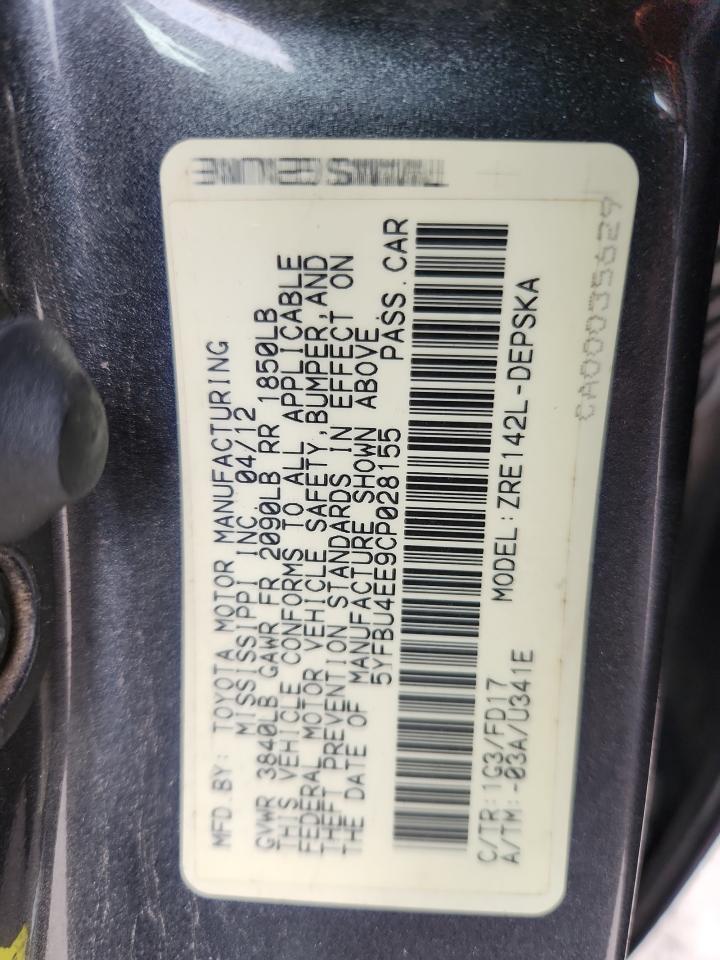 MFD.BY: TOYOTA MOTOR MANUFACTURING
MISSISSIPPI INC. 04/12
GVWR 3840LB GAWR FR 2090LB RR 1850LB
THIS VEHICLE CONFORMS TO ALL APPLICABLE
FEDERAL MOTOR VEHICLE SAFETY,BUMPER,AND
THEFT PREVENTION STANDARDS IN EFFECT ON
THE DATE OF MANUFACTURE SHOWN ABOVE.
5YFBU4EE9CP028155 PASS.CAR
C/TR:1G3/FD17 MODEL:ZRE142L-DEPSKA
A/TM:-03A/U341E
CA00035629